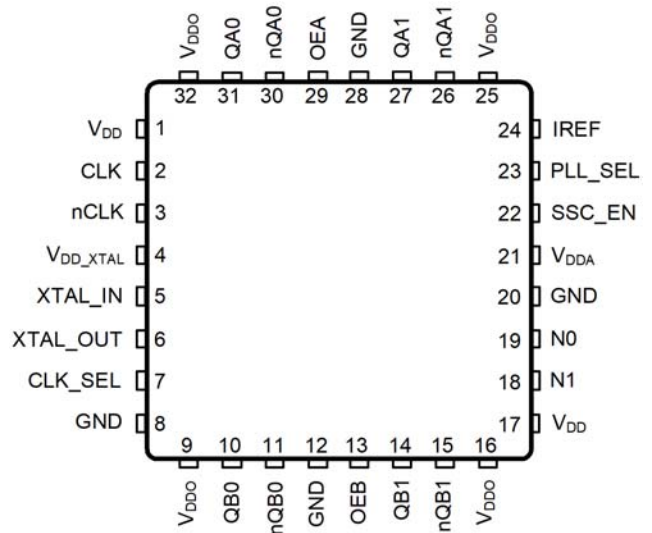 VDDO QA0 nQA0 OEA GND QA1 nQA1 VDDO
32 31 30 29 28 27 26 25
VDD 1 24 IREF
CLK 2 23 PLL_SEL
nCLK 3 22 SSC_EN
VDD_XTAL 4 21 VDDA
XTAL_IN 5 20 GND
XTAL_OUT 6 19 N0
CLK_SEL 7 18 N1
GND 8 17 VDD
9 10 11 12 13 14 15 16
VDDO QB0 nQB0 GND OEB QB1 nQB1 VDDO